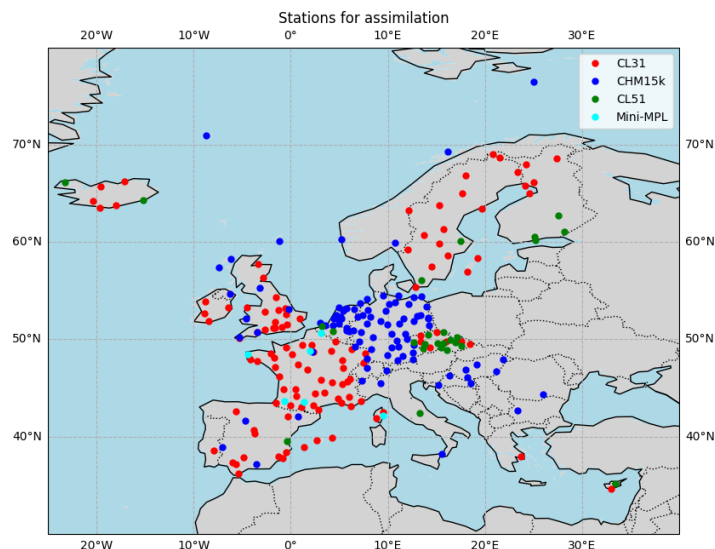 Stations for assimilation
20°W 10°W 0° 10°E 20°E 30°E
CL31
CHM15k
CL51
Mini-MPL
70°N 70°N
60°N 60°N
50°N 50°N
40°N 40°N
20°W 10°W 0° 10°E 20°E 30°E